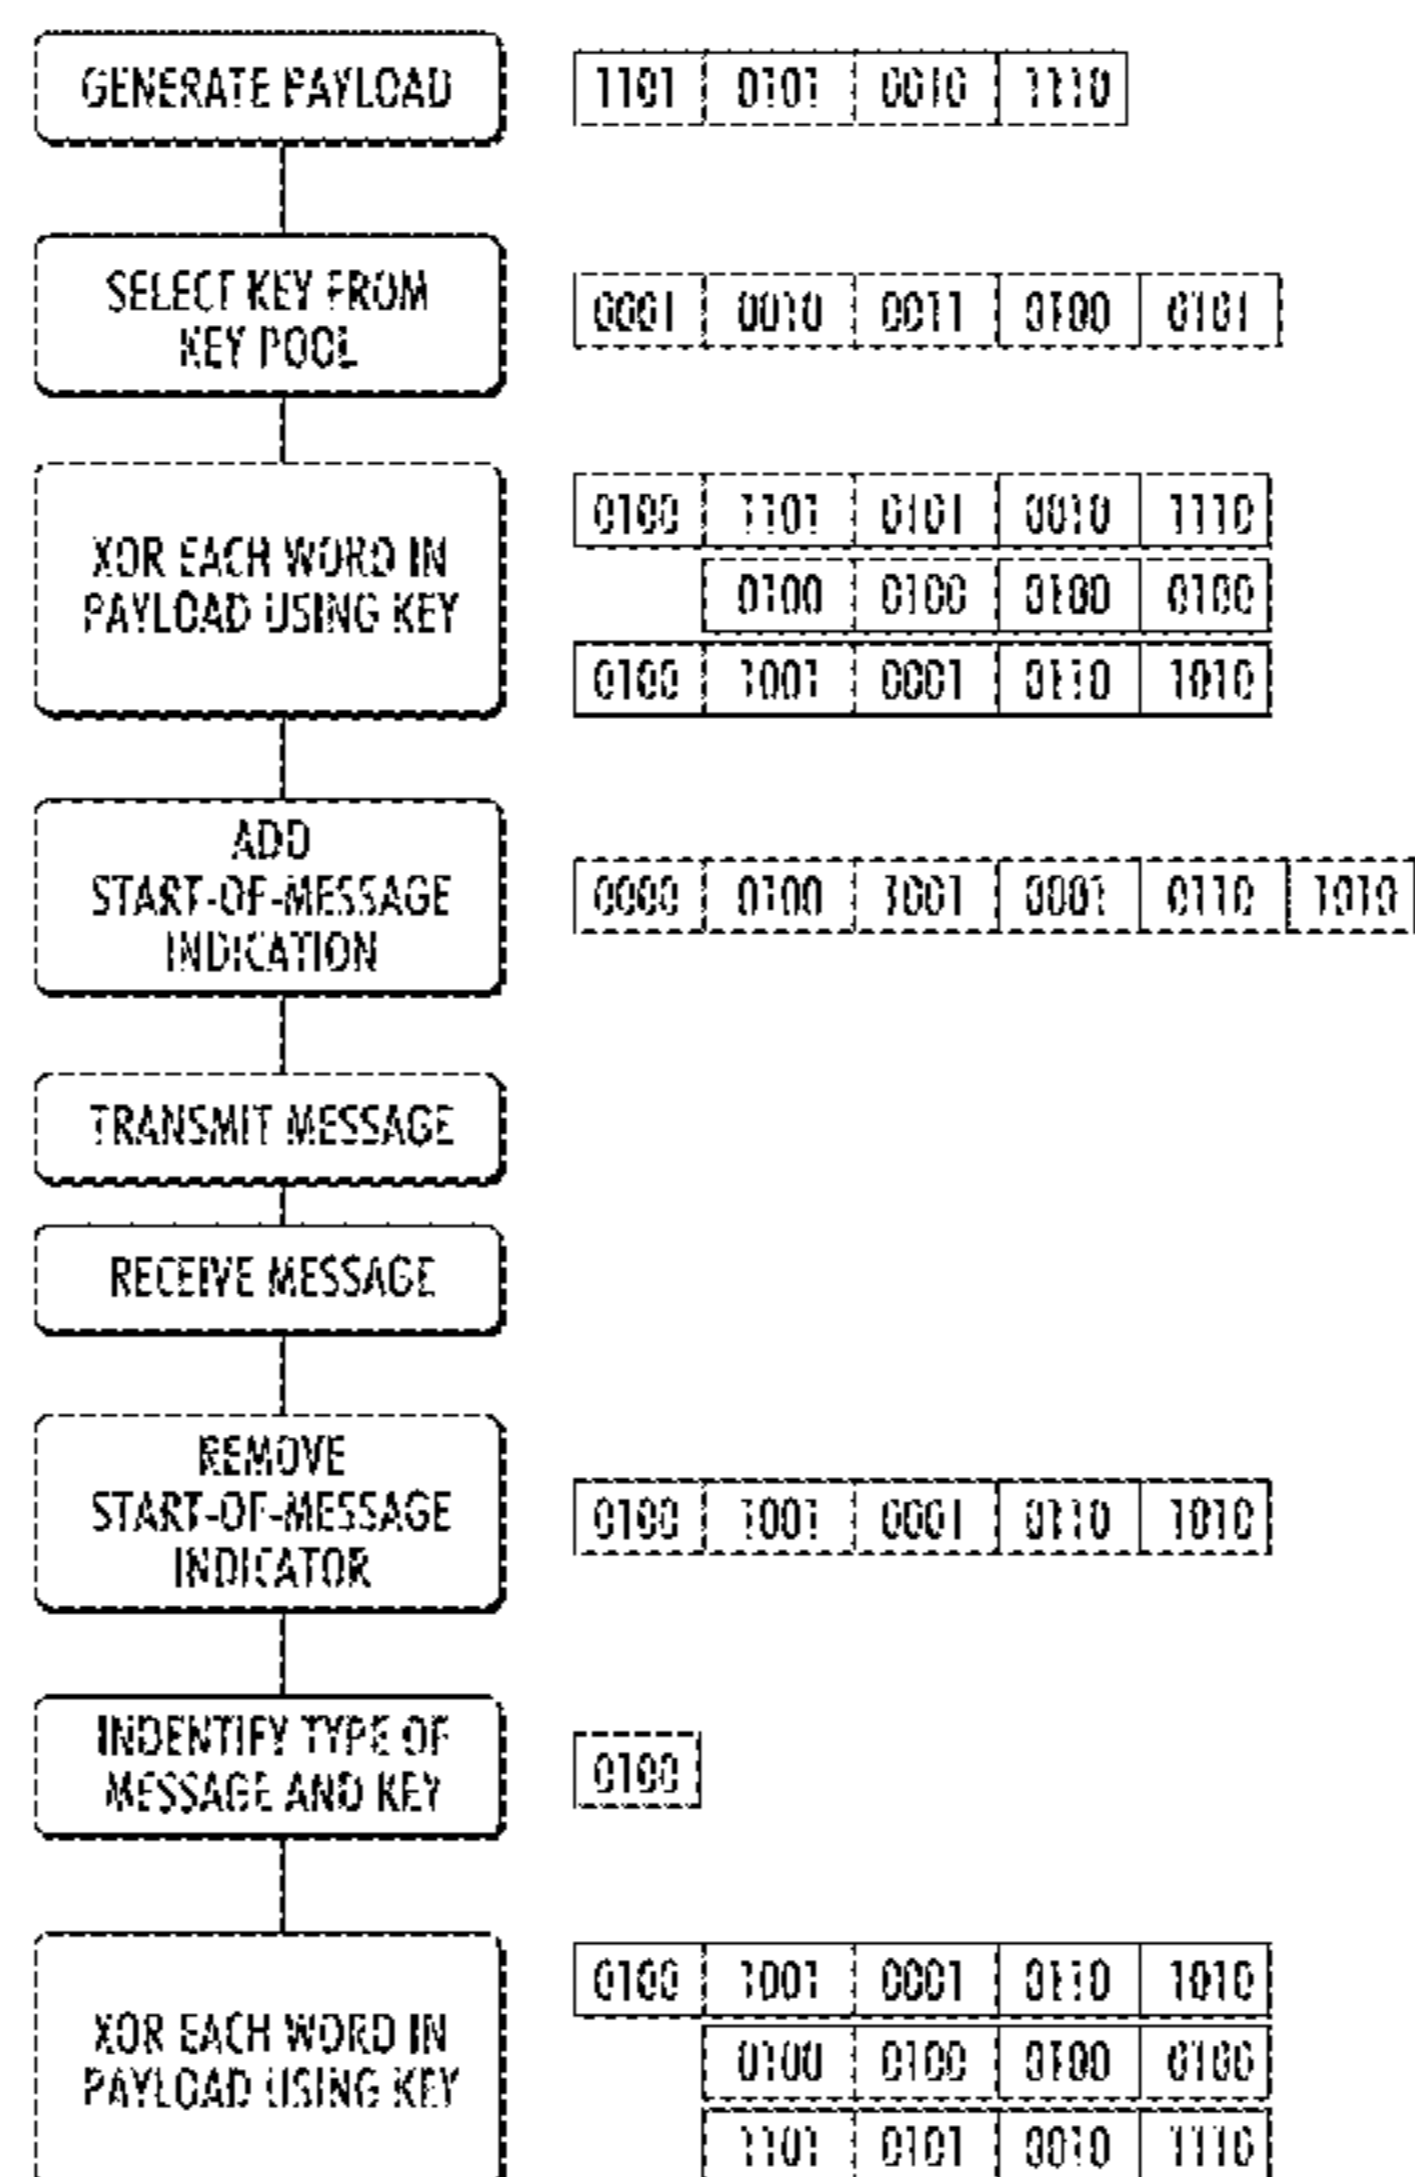 GENERATE PAYLOAD
1101 0101 0010 1110
SELECT KEY FROM
KEY POOL
0001 0010 0011 0100 0101
XOR EACH WORD IN
PAYLOAD USING KEY
0100 1101 0101 0010 1110
0100 0100 0100 0100
0100 1001 0001 0110 1010
ADD
START-OF-MESSAGE
INDICATION
0000 0100 1001 0001 0110 1010
TRANSMIT MESSAGE
RECEIVE MESSAGE
REMOVE
START-OF-MESSAGE
INDICATOR
0100 1001 0001 0110 1010
INDENTIFY TYPE OF
MESSAGE AND KEY
0100
XOR EACH WORD IN
PAYLOAD USING KEY
0100 1001 0001 0110 1010
0100 0100 0100 0100
1101 0101 0010 1110